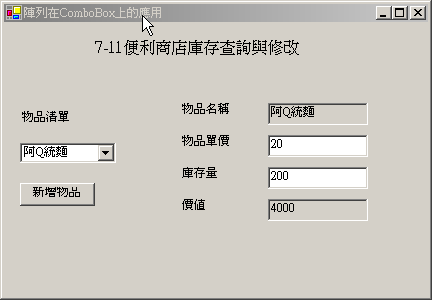 陣列在ComboBox上的應用
7-11便利商店庫存查詢與修改
物品清單
阿Q統麵
新增物品
物品名稱 阿Q統麵
物品單價 20
庫存量 200
價值 4000